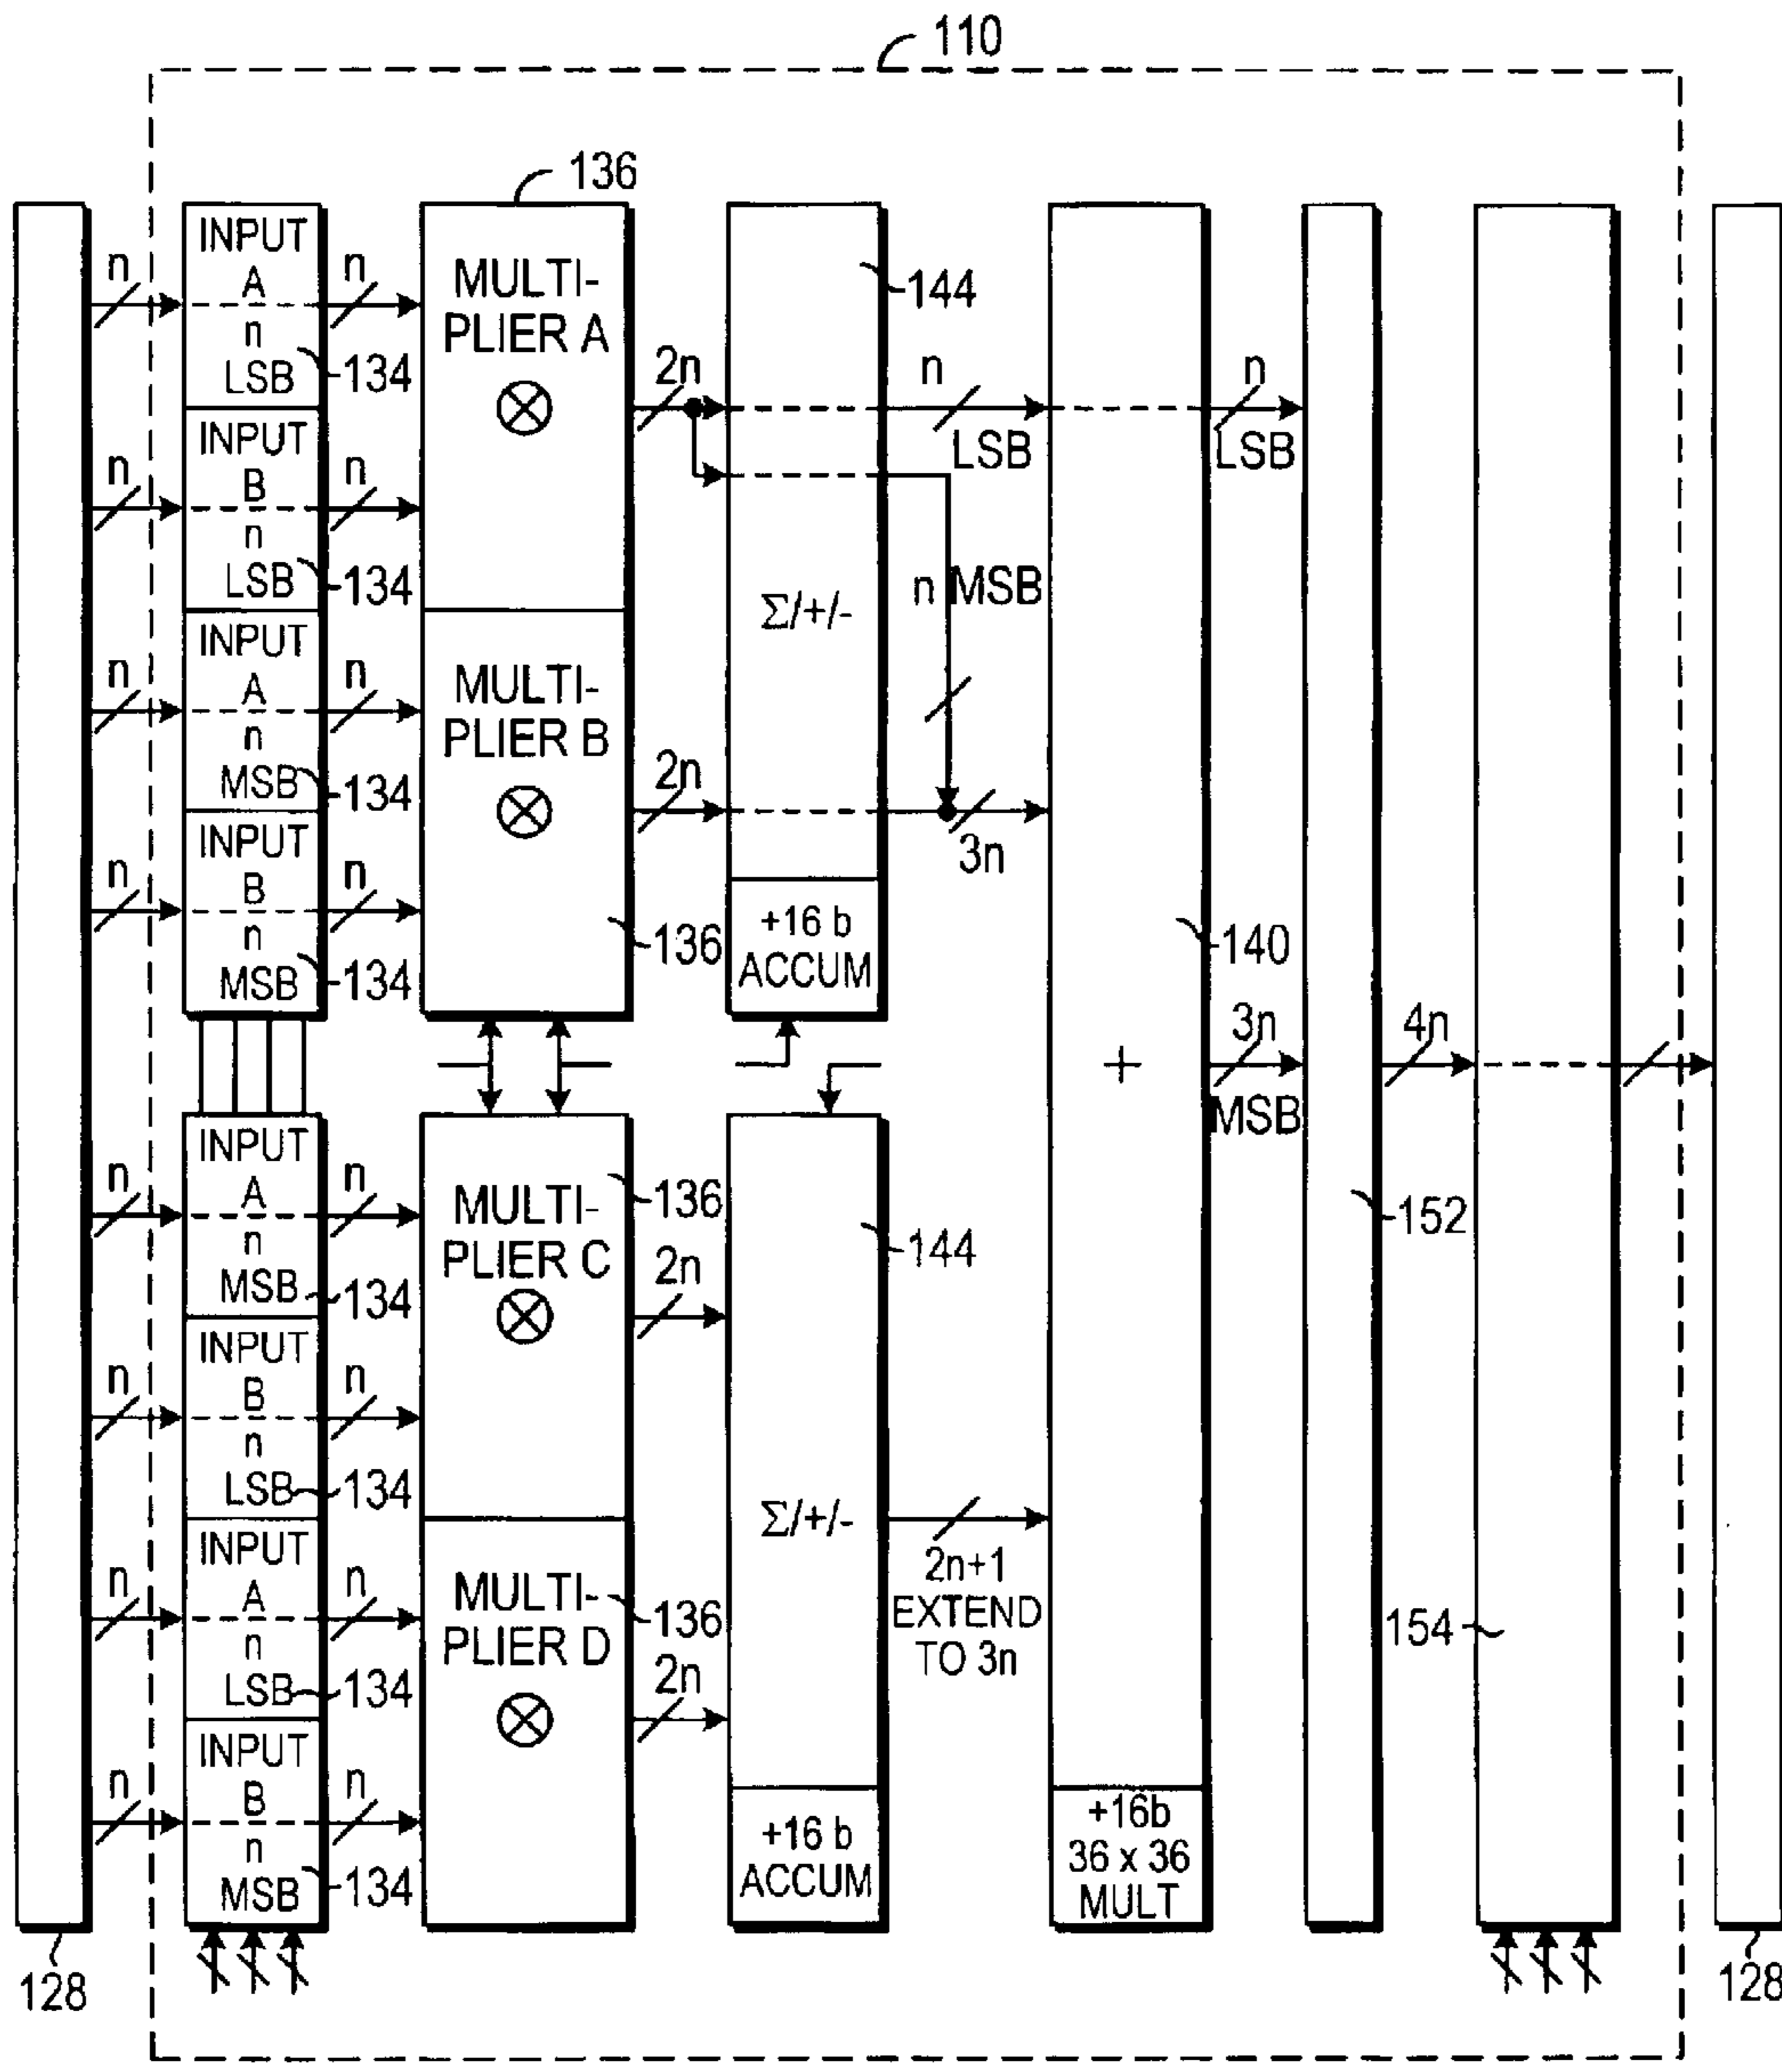 110
136
INPUT
A
n
LSB
134
INPUT
B
n
LSB
134
INPUT
A
n
MSB
134
INPUT
B
n
MSB
134
n
n
n
n
n
n
n
n
MULTI-
PLIER A
MULTI-
PLIER B
136
2n
2n
144
Σ/+/-
+16 b
ACCUM
n
LSB
n MSB
3n
n
LSB
140
+
3n
MSB
4n
INPUT
A
n
MSB
134
INPUT
B
n
LSB
134
INPUT
A
n
LSB
134
INPUT
B
n
MSB
134
n
n
n
n
n
n
n
n
MULTI-
PLIER C
136
MULTI-
PLIER D
136
2n
2n
144
Σ/+/-
+16 b
ACCUM
2n+1
EXTEND
TO 3n
+16b
36 x 36
MULT
152
154
128
128